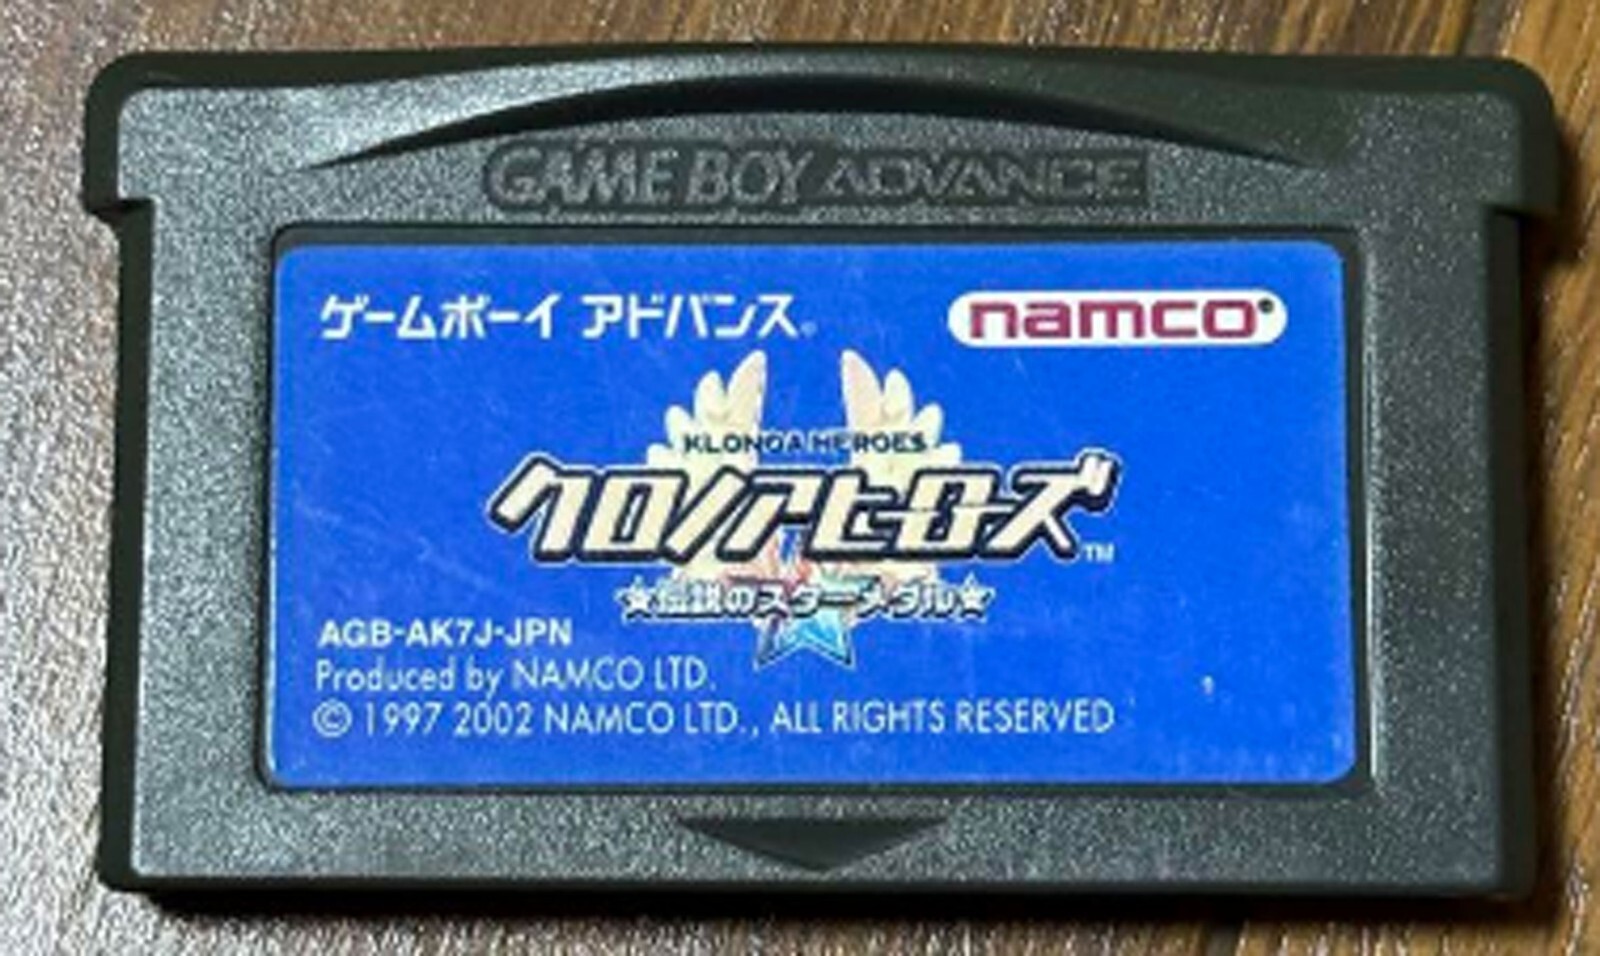 GAME BOY ADVANCE
ゲームボーイ アドバンス®
namco®
KLONOA HEROES
クロノアヒーローズ™
★伝説のスターメダル★
AGB-AK7J-JPN
Produced by NAMCO LTD.
© 1997 2002 NAMCO LTD., ALL RIGHTS RESERVED